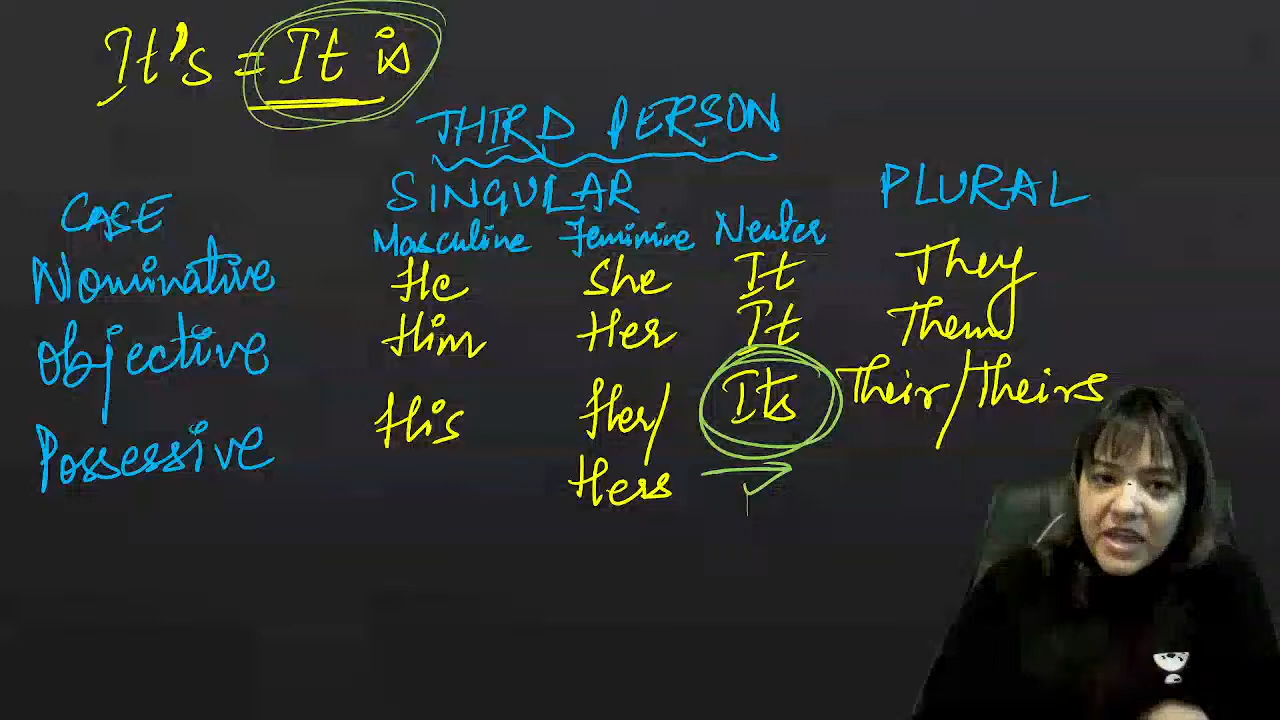 It's = It is
THIRD PERSON
SINGULAR PLURAL
CASE Masculine Feminine Neuter
Nominative He She It They
Objective Him Her It Them
Possessive His Her/ Its Their/Theirs
Hers